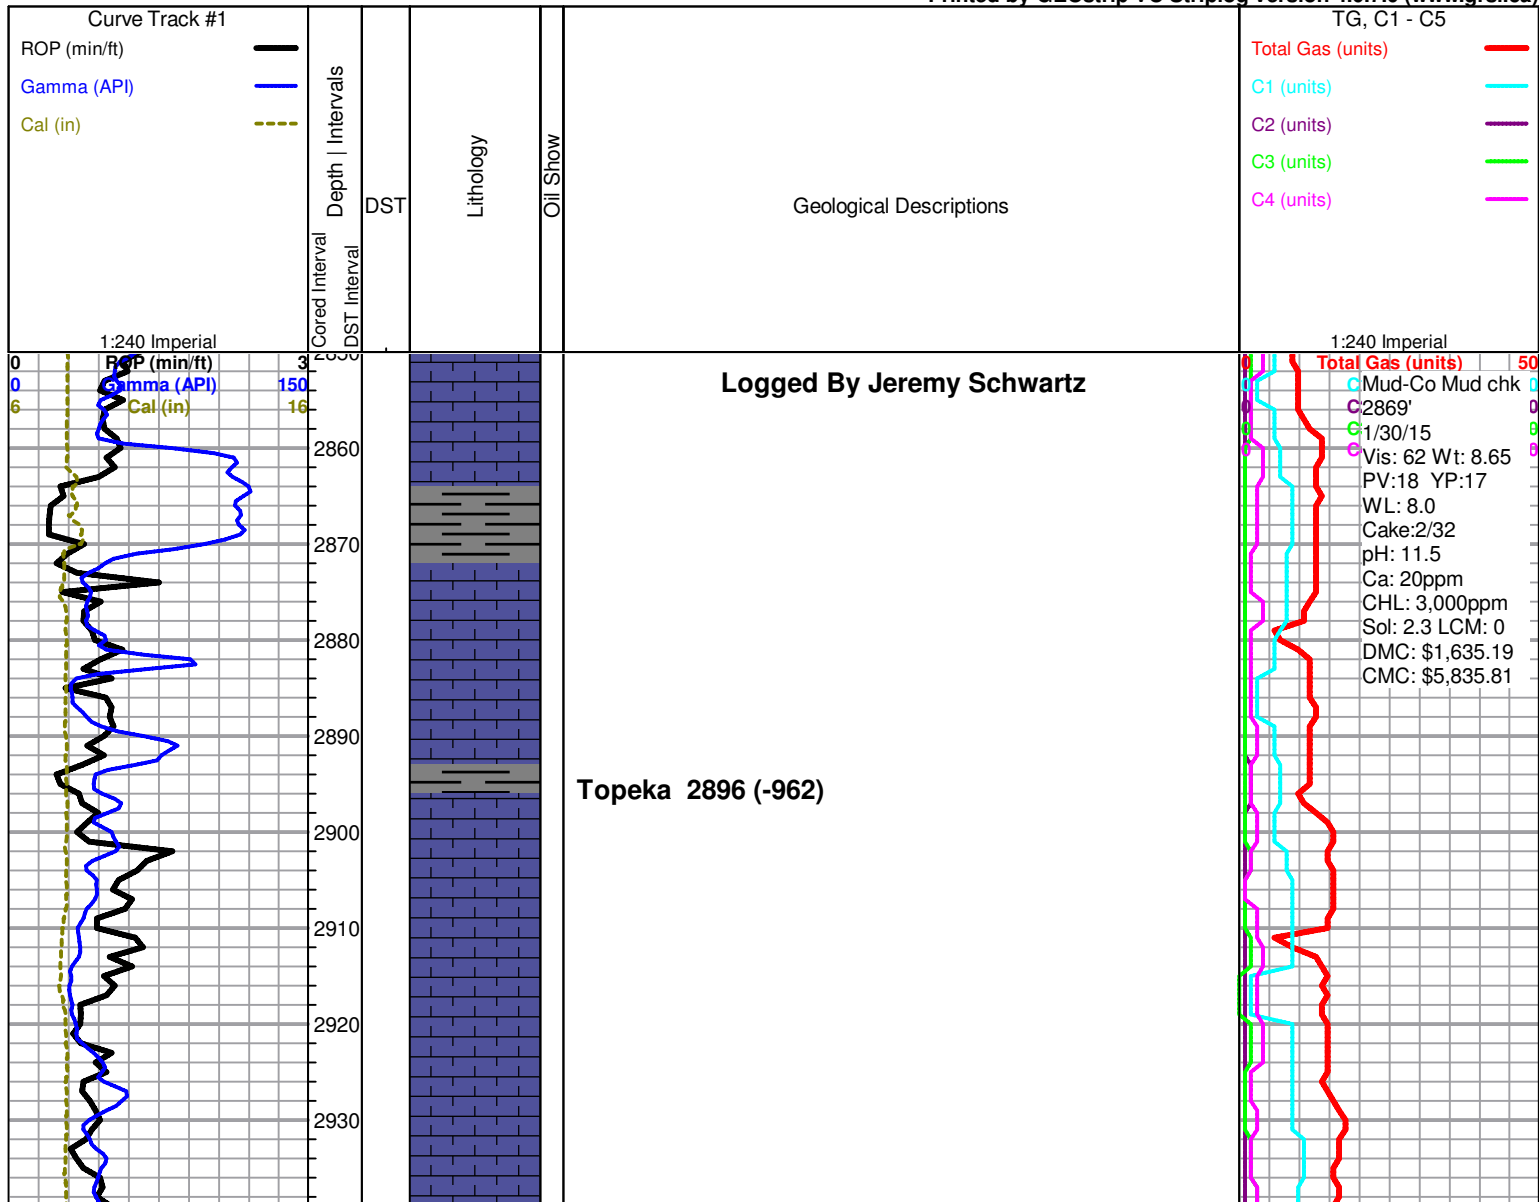 Curve Track #1
ROP (min/ft)
Gamma (API)
Cal (in)
1:240 Imperial
Depth | Intervals
Cored Interval
DST Interval
DST
Lithology
Oil Show
Geological Descriptions
TG, C1 - C5
Total Gas (units)
C1 (units)
C2 (units)
C3 (units)
C4 (units)
1:240 Imperial
0 ROP (min/ft) 3
0 Gamma (API) 150
6 Cal (in) 16
2850
2860
2870
2880
2890
2900
2910
2920
2930
Logged By Jeremy Schwartz
Topeka 2896 (-962)
0 Total Gas (units) 50
Mud-Co Mud chk
2869'
1/30/15
Vis: 62 Wt: 8.65
PV:18 YP:17
WL: 8.0
Cake:2/32
pH: 11.5
Ca: 20ppm
CHL: 3,000ppm
Sol: 2.3 LCM: 0
DMC: $1,635.19
CMC: $5,835.81